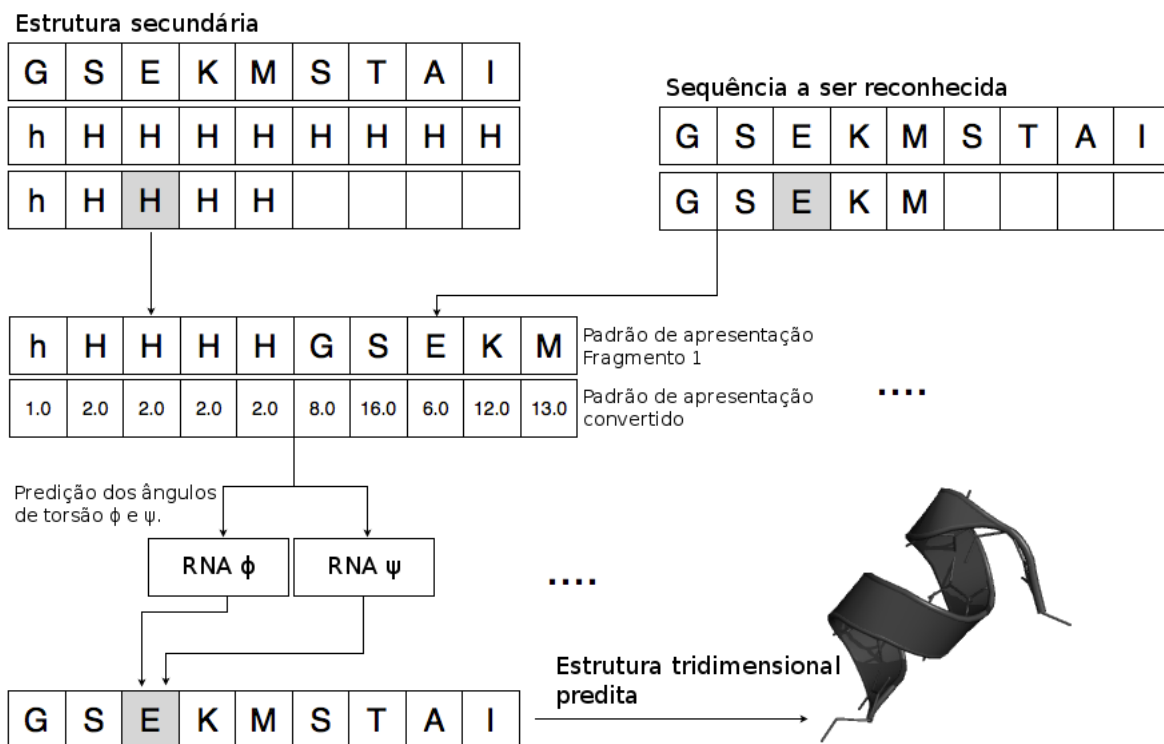 Estrutura secundária
G S E K M S T A I
h H H H H H H H H
h H H H H
Sequência a ser reconhecida
G S E K M S T A I
G S E K M
h H H H H G S E K M
Padrão de apresentação
Fragmento 1
1.0 2.0 2.0 2.0 2.0 8.0 16.0 6.0 12.0 13.0
Padrão de apresentação
convertido
....
Predição dos ângulos
de torsão ϕ e ψ.
RNA ϕ
RNA ψ
....
G S E K M S T A I
Estrutura tridimensional
predita